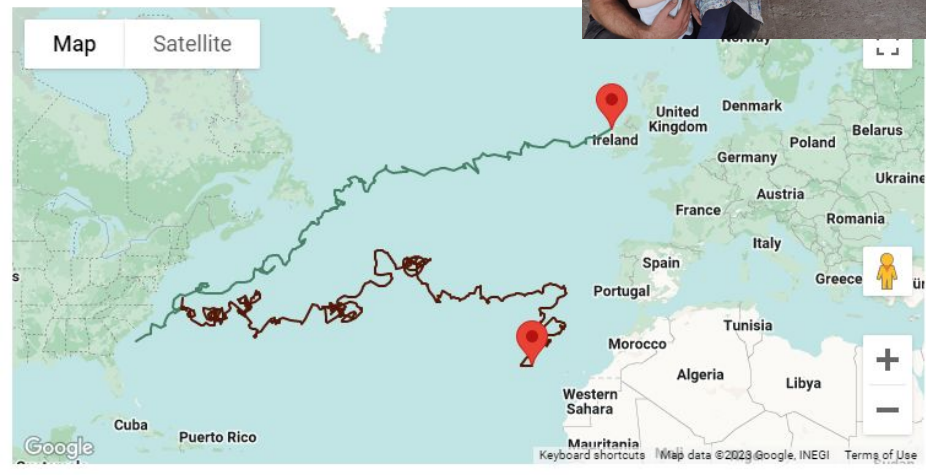 Map
Satellite
Norway
Denmark
United
Kingdom
Ireland
Belarus
Poland
Germany
Ukraine
Austria
France
Romania
Italy
Spain
Portugal
Greece
Tunisia
Morocco
Algeria
Libya
Western
Sahara
Cuba
Puerto Rico
Mauritania
Google
Keyboard shortcuts
Map data ©2023 Google, INEGI
Terms of Use
Sudan